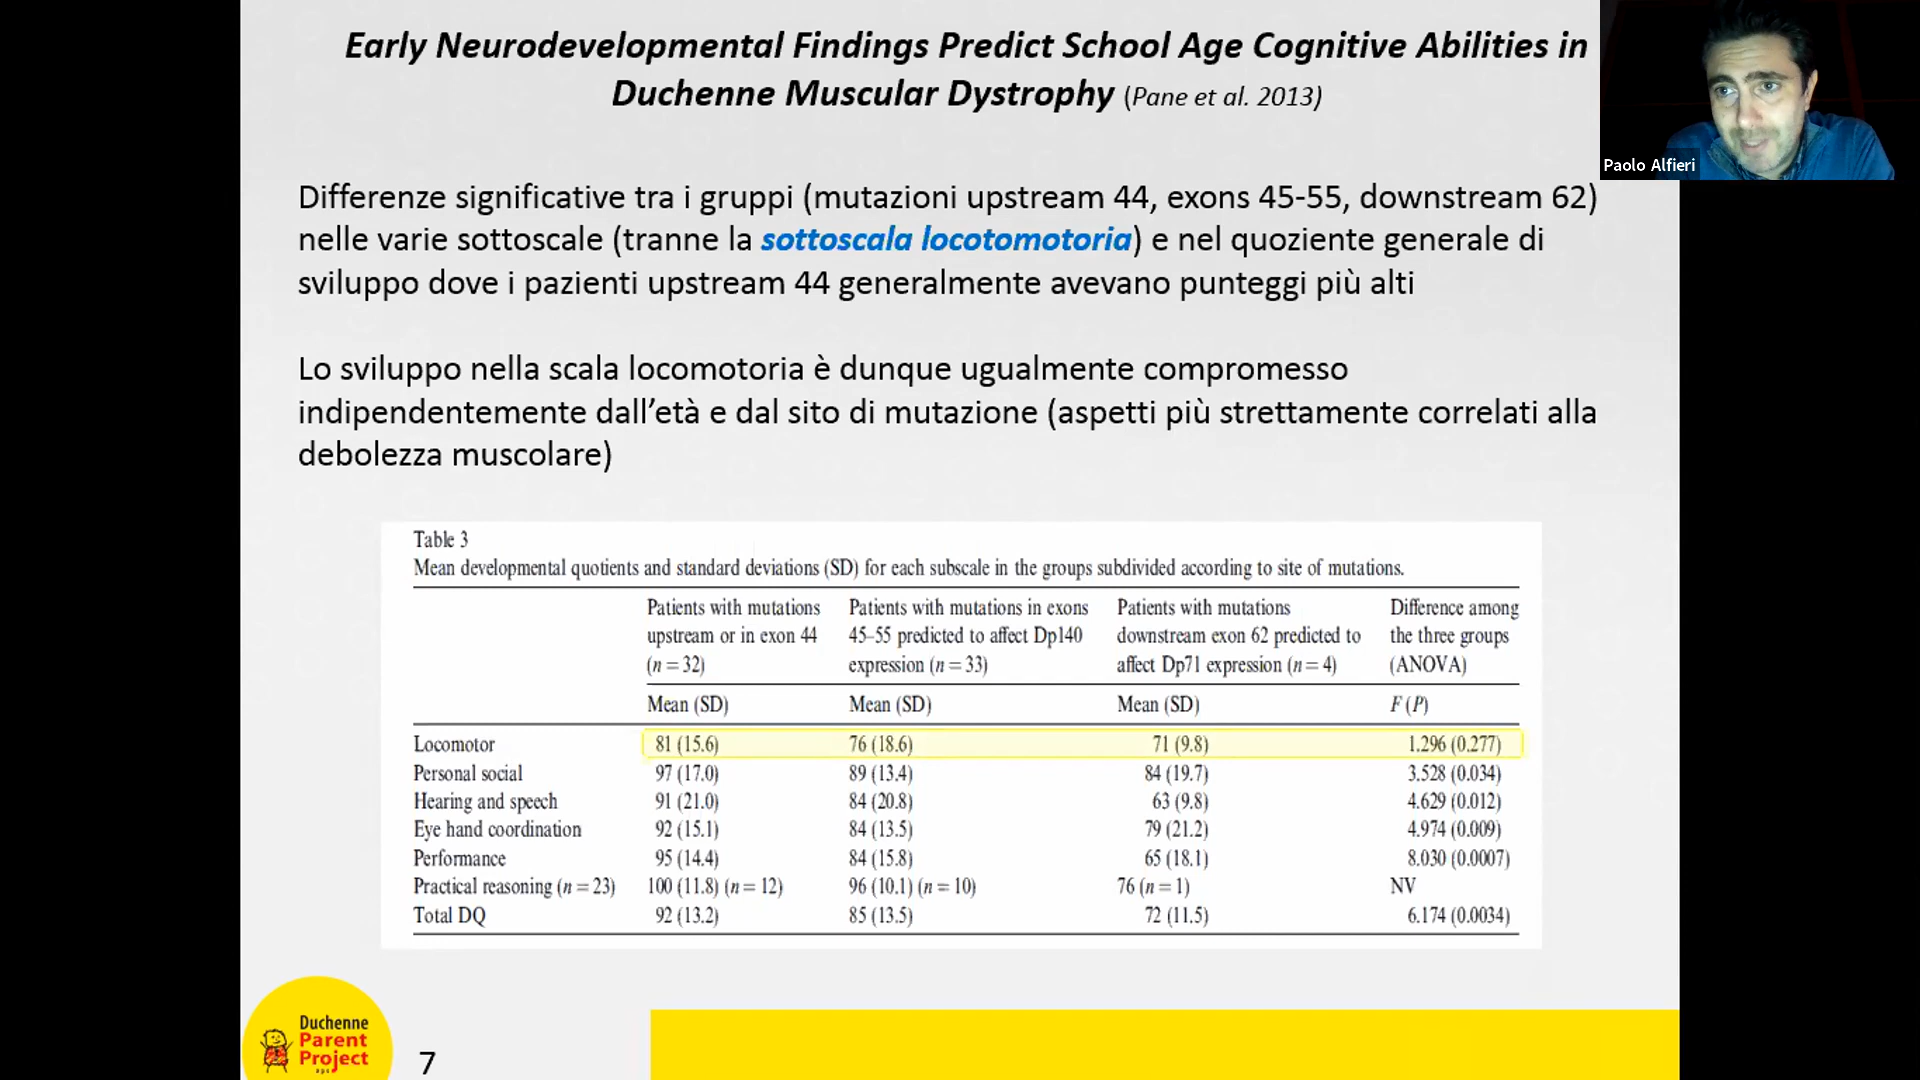 Early Neurodevelopmental Findings Predict School Age Cognitive Abilities in
Duchenne Muscular Dystrophy (Pane et al. 2013)
Paolo Alfieri
Differenze significative tra i gruppi (mutazioni upstream 44, exons 45-55, downstream 62)
nelle varie sottoscale (tranne la sottoscala locotomotoria) e nel quoziente generale di
sviluppo dove i pazienti upstream 44 generalmente avevano punteggi più alti
Lo sviluppo nella scala locomotoria è dunque ugualmente compromesso
indipendentemente dall’età e dal sito di mutazione (aspetti più strettamente correlati alla
debolezza muscolare)
Table 3
Mean developmental quotients and standard deviations (SD) for each subscale in the groups subdivided according to site of mutations.
Patients with mutations Patients with mutations in exons Patients with mutations Difference among
upstream or in exon 44 45–55 predicted to affect Dp140 downstream exon 62 predicted to the three groups
(n = 32) expression (n = 33) affect Dp71 expression (n = 4) (ANOVA)
Mean (SD) Mean (SD) Mean (SD) F (P)
Locomotor 81 (15.6) 76 (18.6) 71 (9.8) 1.296 (0.277)
Personal social 97 (17.0) 89 (13.4) 84 (19.7) 3.528 (0.034)
Hearing and speech 91 (21.0) 84 (20.8) 63 (9.8) 4.629 (0.012)
Eye hand coordination 92 (15.1) 84 (13.5) 79 (21.2) 4.974 (0.009)
Performance 95 (14.4) 84 (15.8) 65 (18.1) 8.030 (0.0007)
Practical reasoning (n = 23) 100 (11.8) (n = 12) 96 (10.1) (n = 10) 76 (n = 1) NV
Total DQ 92 (13.2) 85 (13.5) 72 (11.5) 6.174 (0.0034)
Duchenne
Parent
Project
7